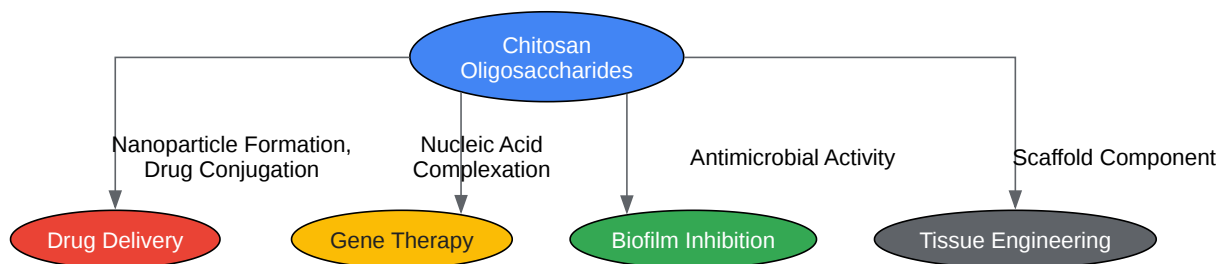 Chitosan
Oligosaccharides
Nanoparticle Formation,
Drug Conjugation
Nucleic Acid
Complexation
Antimicrobial Activity
Scaffold Component
Drug Delivery
Gene Therapy
Biofilm Inhibition
Tissue Engineering